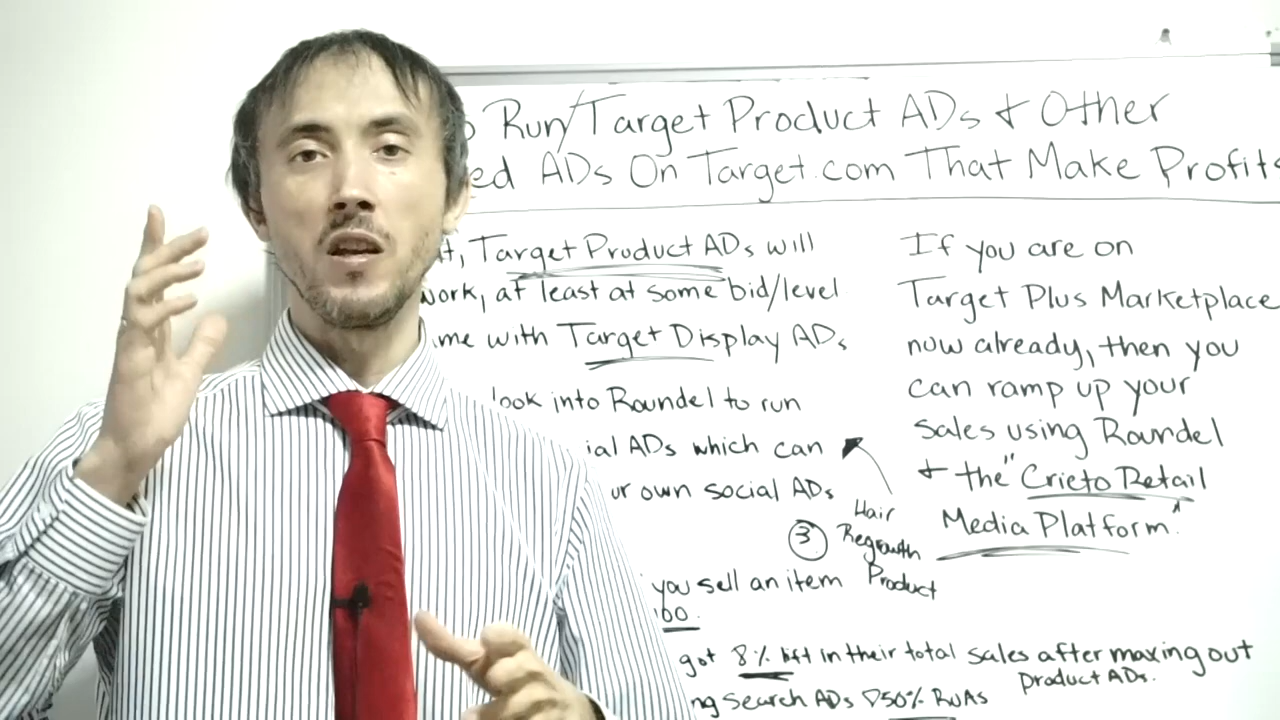 Run/Target Product ADs & Other
ed ADs On Target.com That Make Profits
t, Target Product ADs will
work, at least at some bid/level
me with Target Display ADs
look into Roundel to run
ial ADs which can
ur own social ADs
Hair
3 Regrowth
Product
you sell an item
100.
got 8% lift in their total sales after maxing out
product ADs.
ng Search ADs
If you are on
Target Plus Marketplace
now already, then you
can ramp up your
sales using Roundel
& the "Crieto Retail
Media Platform".